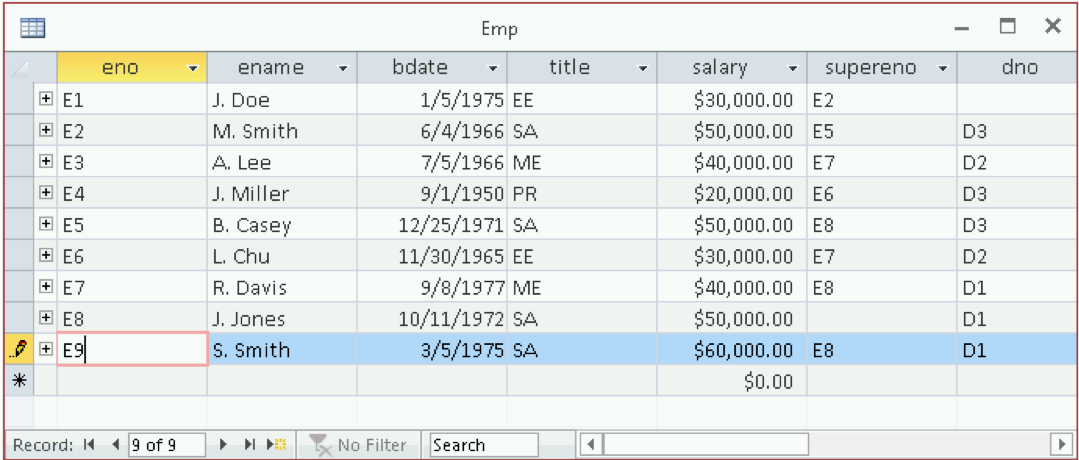 Emp
eno ename bdate title salary supereno dno
E1 J. Doe 1/5/1975 EE $30,000.00 E2
E2 M. Smith 6/4/1966 SA $50,000.00 E5 D3
E3 A. Lee 7/5/1966 ME $40,000.00 E7 D2
E4 J. Miller 9/1/1950 PR $20,000.00 E6 D3
E5 B. Casey 12/25/1971 SA $50,000.00 E8 D3
E6 L. Chu 11/30/1965 EE $30,000.00 E7 D2
E7 R. Davis 9/8/1977 ME $40,000.00 E8 D1
E8 J. Jones 10/11/1972 SA $50,000.00 D1
E9 S. Smith 3/5/1975 SA $60,000.00 E8 D1
$0.00
Record: 9 of 9 No Filter Search